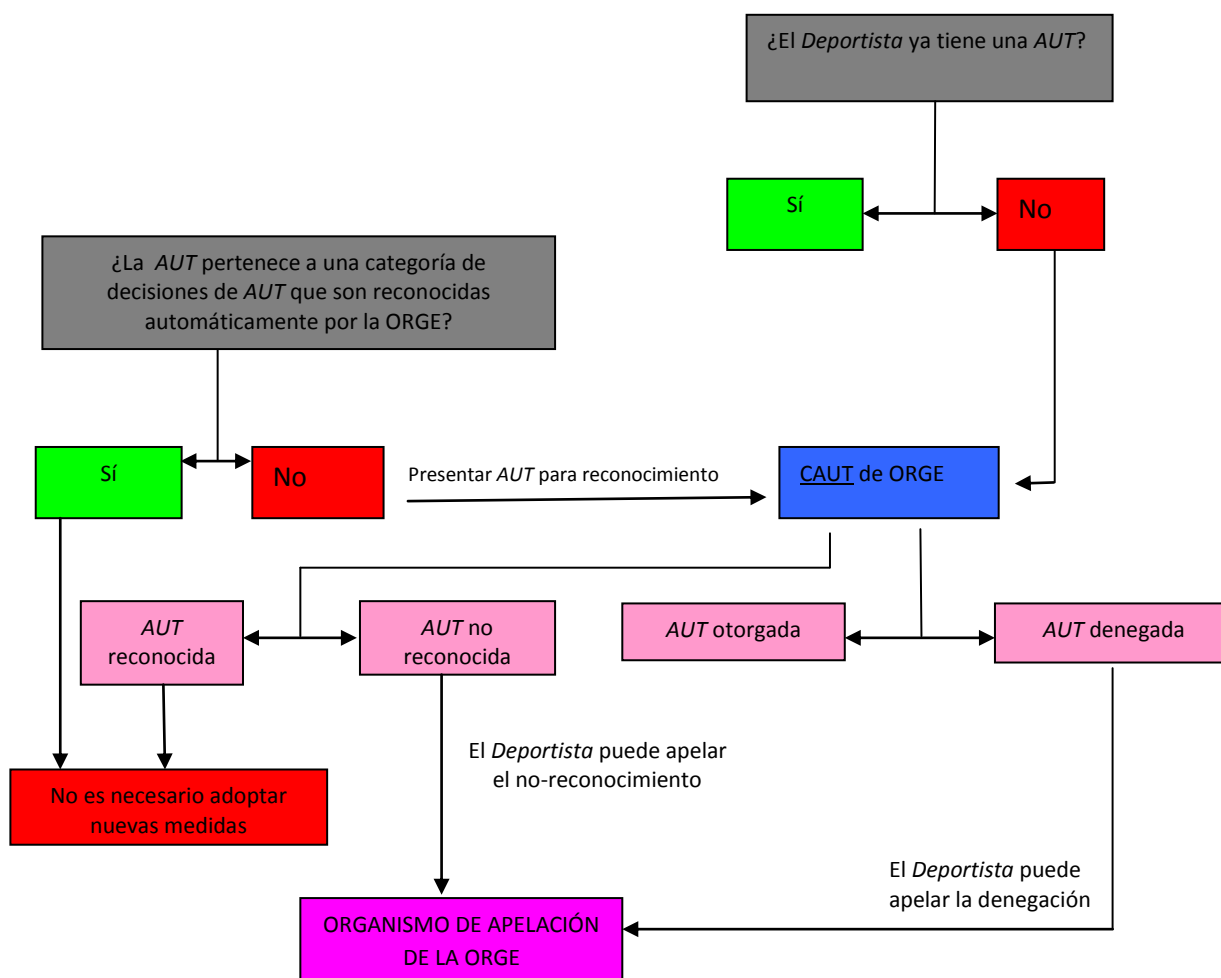 ¿El Deportista ya tiene una AUT?
Sí
No
¿La AUT pertenece a una categoría de
decisiones de AUT que son reconocidas
automáticamente por la ORGE?
Sí
No
Presentar AUT para reconocimiento
CAUT de ORGE
AUT
reconocida
AUT no
reconocida
AUT otorgada
AUT denegada
El Deportista puede apelar
el no-reconocimiento
No es necesario adoptar
nuevas medidas
El Deportista puede
apelar la denegación
ORGANISMO DE APELACIÓN
DE LA ORGE